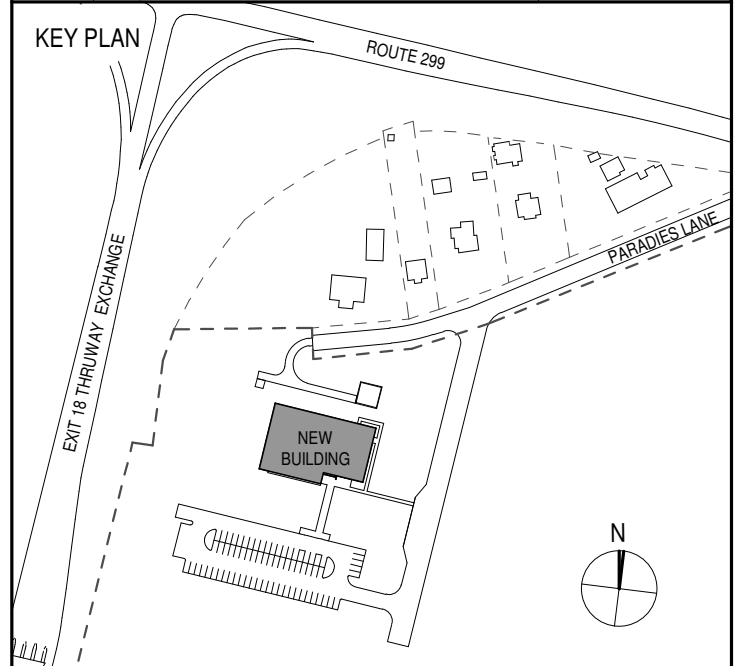 KEY PLAN
ROUTE 299
PARADIES LANE
EXIT 18 THRUWAY EXCHANGE
NEW
BUILDING
N